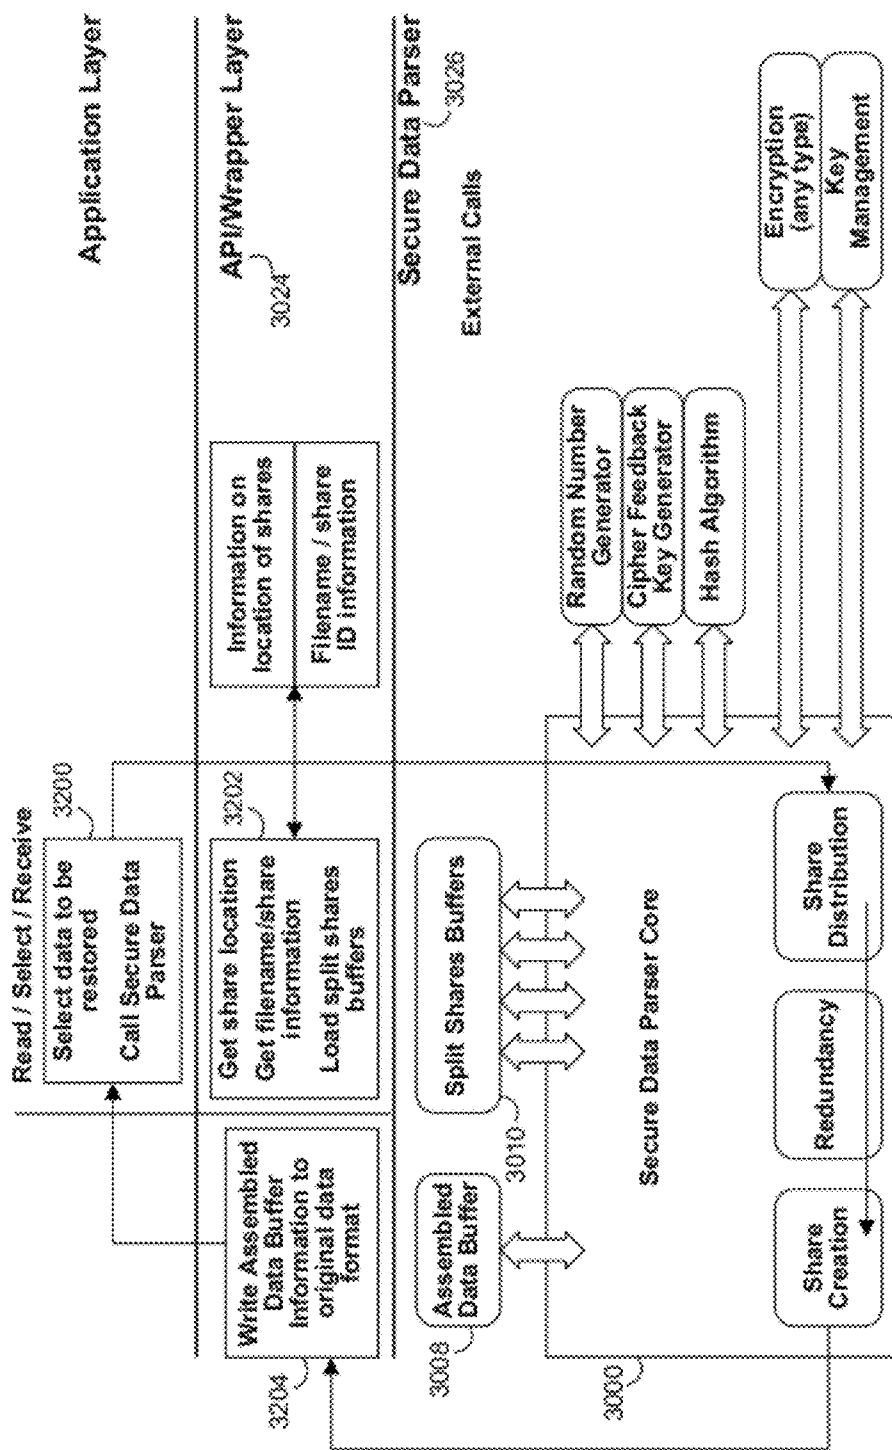 Application Layer
Read / Select / Receive
3200
Select data to be
restored
Call Secure Data
Parser
API/Wrapper Layer
3024
3204
Write Assembled
Data Buffer
Information to
original data
format
3202
Get share location
Get filename/share
information
Load split shares
buffers
Information on
location of shares
Filename / share
ID information
Secure Data Parser
3026
External Calls
3008
Assembled
Data Buffer
3010
Split Shares Buffers
3000
Secure Data Parser Core
Share
Creation
Redundancy
Share
Distribution
Random Number
Generator
Cipher Feedback
Key Generator
Hash Algorithm
Encryption
(any type)
Key
Management